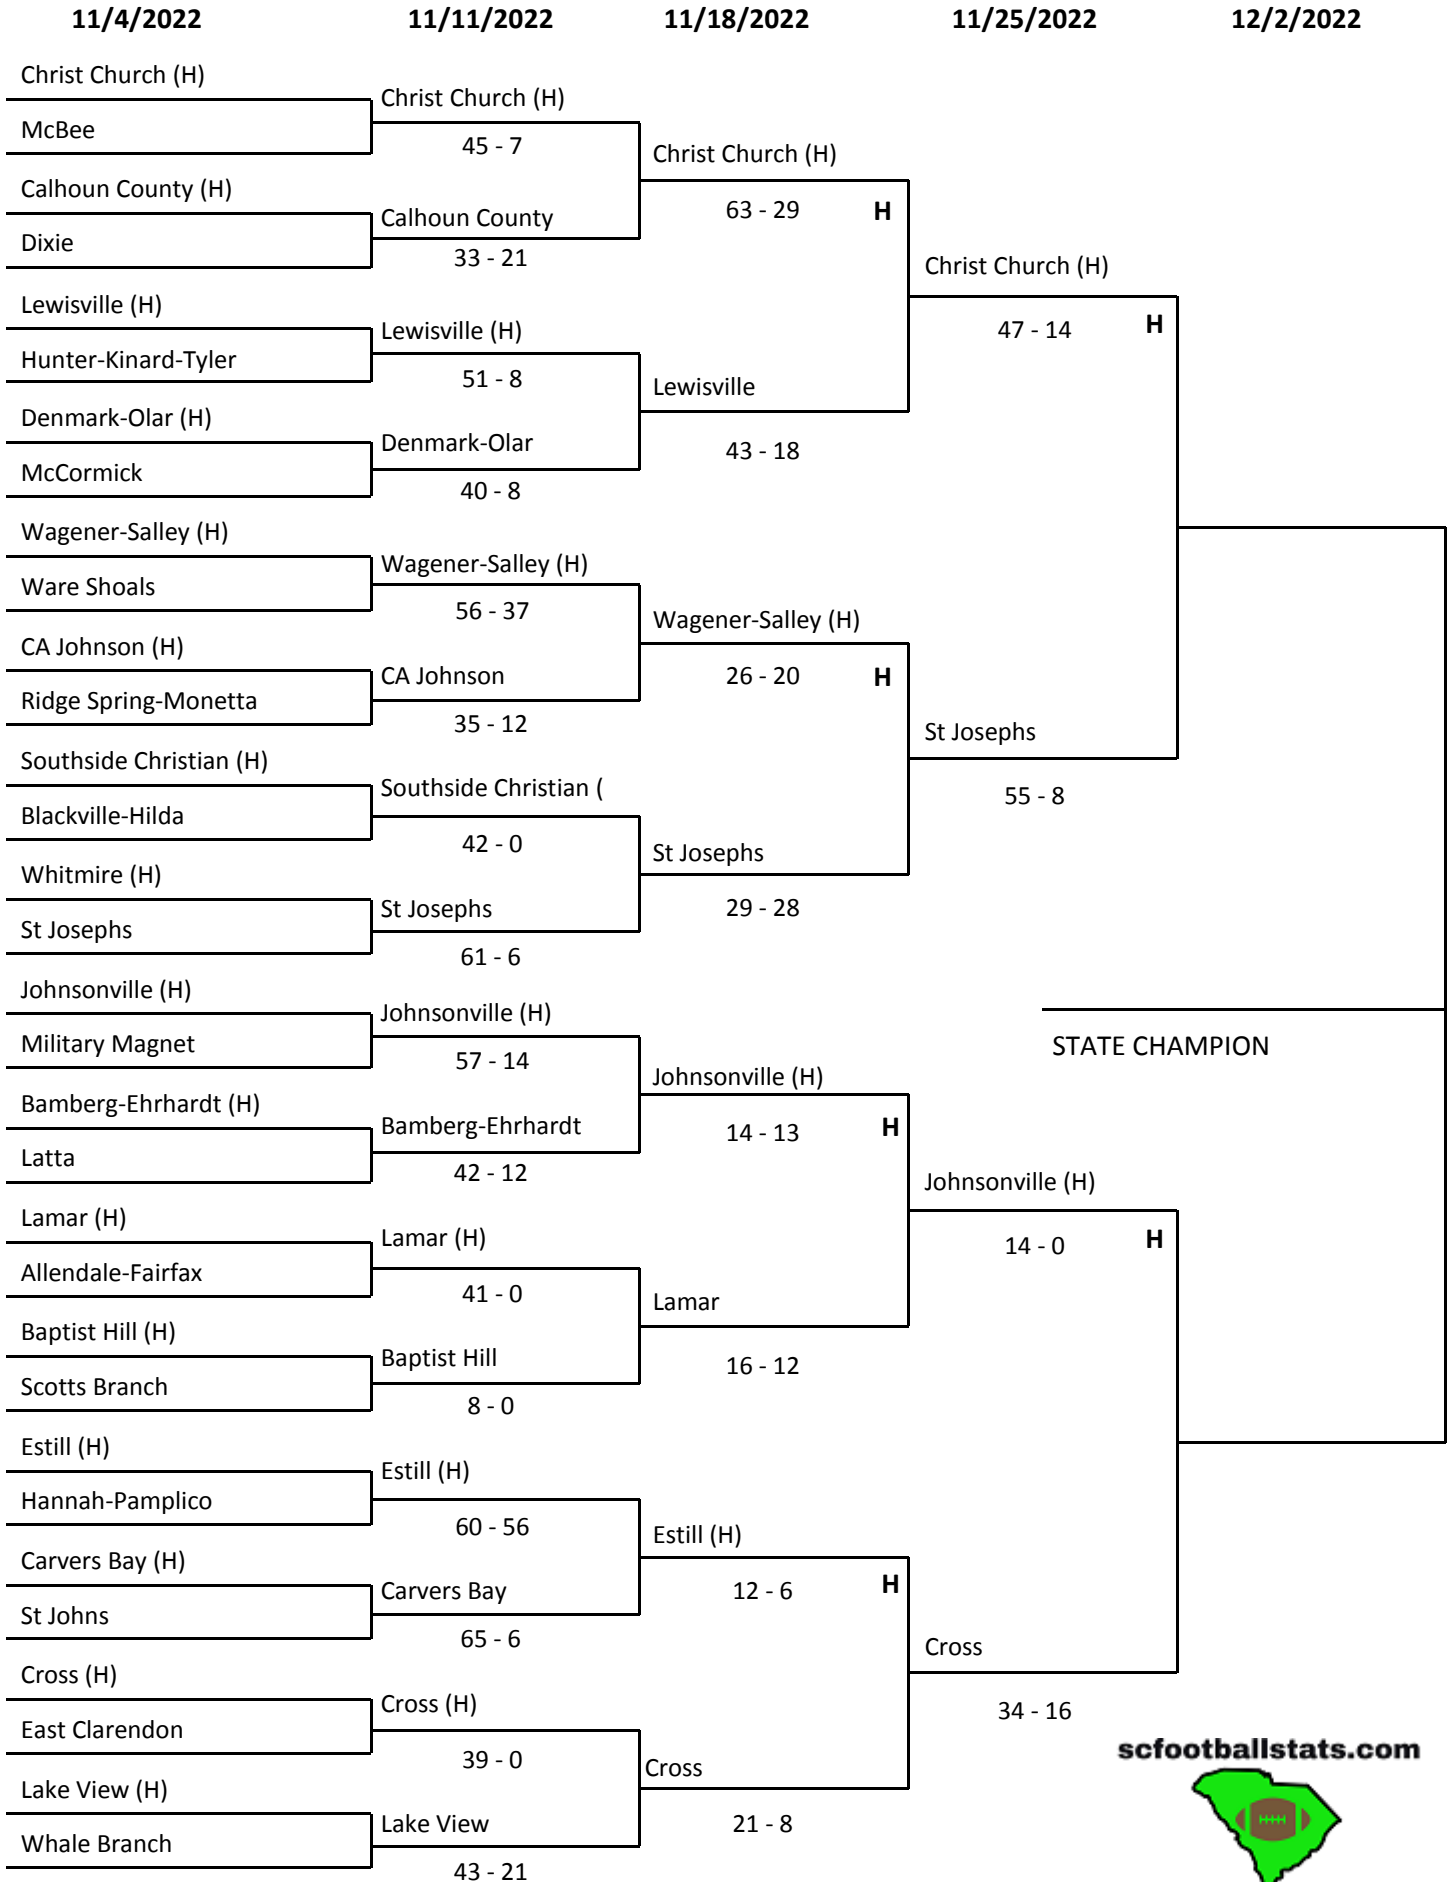 11/4/2022 11/11/2022 11/18/2022 11/25/2022 12/2/2022
Christ Church (H)
McBee
Calhoun County (H)
Dixie
Lewisville (H)
Hunter-Kinard-Tyler
Denmark-Olar (H)
McCormick
Wagener-Salley (H)
Ware Shoals
CA Johnson (H)
Ridge Spring-Monetta
Southside Christian (H)
Blackville-Hilda
Whitmire (H)
St Josephs
Johnsonville (H)
Military Magnet
Bamberg-Ehrhardt (H)
Latta
Lamar (H)
Allendale-Fairfax
Baptist Hill (H)
Scotts Branch
Estill (H)
Hannah-Pamplico
Carvers Bay (H)
St Johns
Cross (H)
East Clarendon
Lake View (H)
Whale Branch
Christ Church (H)
45 - 7
Calhoun County
33 - 21
Lewisville (H)
51 - 8
Denmark-Olar
40 - 8
Wagener-Salley (H)
56 - 37
CA Johnson
35 - 12
Southside Christian (
42 - 0
St Josephs
61 - 6
Johnsonville (H)
57 - 14
Bamberg-Ehrhardt
42 - 12
Lamar (H)
41 - 0
Baptist Hill
8 - 0
Estill (H)
60 - 56
Carvers Bay
65 - 6
Cross (H)
39 - 0
Lake View
43 - 21
Christ Church (H)
63 - 29 H
Lewisville
43 - 18
Wagener-Salley (H)
26 - 20 H
St Josephs
29 - 28
Johnsonville (H)
14 - 13 H
Lamar
16 - 12
Estill (H)
12 - 6 H
Cross
21 - 8
Christ Church (H)
47 - 14 H
St Josephs
55 - 8
Johnsonville (H)
14 - 0 H
Cross
34 - 16
STATE CHAMPION
scfootballstats.com